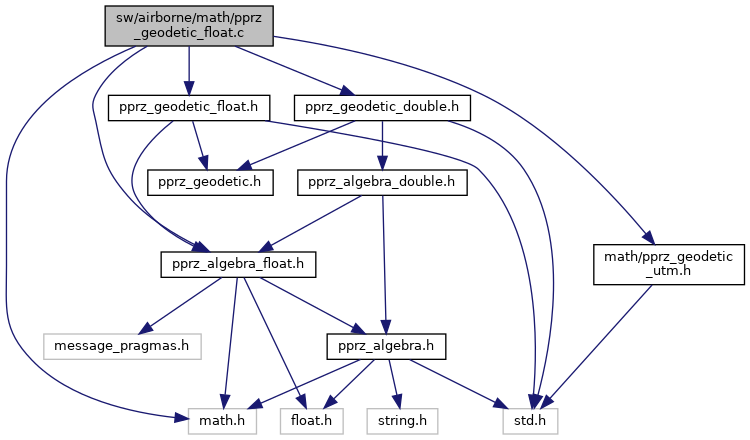 sw/airborne/math/pprz
_geodetic_float.c
pprz_geodetic_float.h
pprz_geodetic_double.h
pprz_geodetic.h
pprz_algebra_double.h
pprz_algebra_float.h
math/pprz_geodetic
_utm.h
message_pragmas.h
pprz_algebra.h
math.h
float.h
string.h
std.h